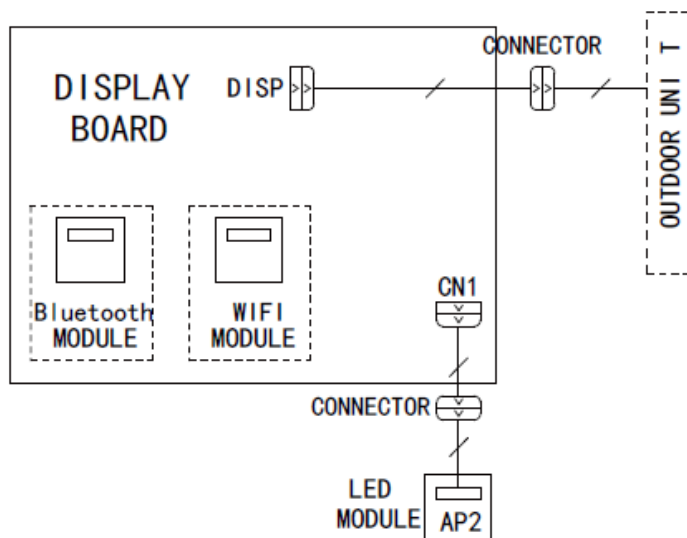 CONNECTOR
DISPLAY
BOARD
DISP
OUTDOOR UNIT
Bluetooth
MODULE
WIFI
MODULE
CN1
CONNECTOR
LED
MODULE
AP2